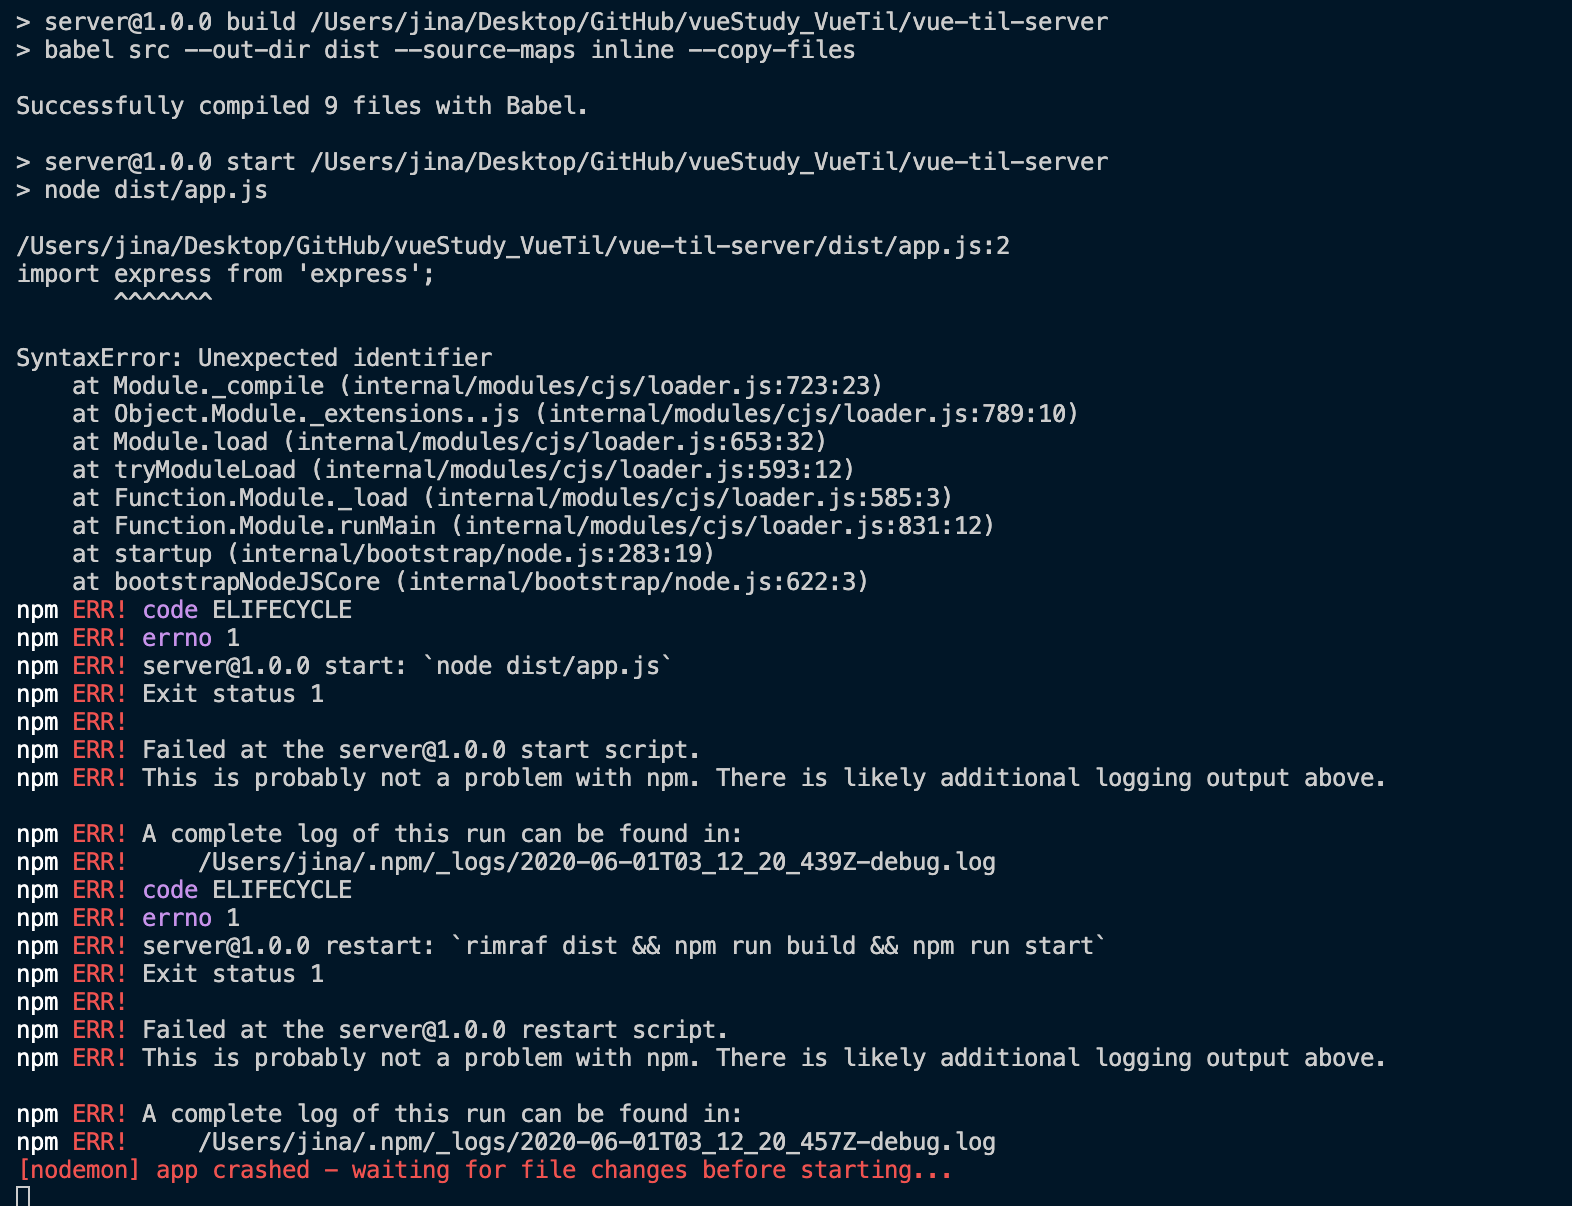 > server@1.0.0 build /Users/jina/Desktop/GitHub/vueStudy_VueTil/vue-til-server
> babel src --out-dir dist --source-maps inline --copy-files
Successfully compiled 9 files with Babel.
> server@1.0.0 start /Users/jina/Desktop/GitHub/vueStudy_VueTil/vue-til-server
> node dist/app.js
/Users/jina/Desktop/GitHub/vueStudy_VueTil/vue-til-server/dist/app.js:2
import express from 'express';
^^^^^^^
SyntaxError: Unexpected identifier
at Module._compile (internal/modules/cjs/loader.js:723:23)
at Object.Module._extensions..js (internal/modules/cjs/loader.js:789:10)
at Module.load (internal/modules/cjs/loader.js:653:32)
at tryModuleLoad (internal/modules/cjs/loader.js:593:12)
at Function.Module._load (internal/modules/cjs/loader.js:585:3)
at Function.Module.runMain (internal/modules/cjs/loader.js:831:12)
at startup (internal/bootstrap/node.js:283:19)
at bootstrapNodeJSCore (internal/bootstrap/node.js:622:3)
npm ERR! code ELIFECYCLE
npm ERR! errno 1
npm ERR! server@1.0.0 start: `node dist/app.js`
npm ERR! Exit status 1
npm ERR!
npm ERR! Failed at the server@1.0.0 start script.
npm ERR! This is probably not a problem with npm. There is likely additional logging output above.
npm ERR! A complete log of this run can be found in:
npm ERR!     /Users/jina/.npm/_logs/2020-06-01T03_12_20_439Z-debug.log
npm ERR! code ELIFECYCLE
npm ERR! errno 1
npm ERR! server@1.0.0 restart: `rimraf dist && npm run build && npm run start`
npm ERR! Exit status 1
npm ERR!
npm ERR! Failed at the server@1.0.0 restart script.
npm ERR! This is probably not a problem with npm. There is likely additional logging output above.
npm ERR! A complete log of this run can be found in:
npm ERR!     /Users/jina/.npm/_logs/2020-06-01T03_12_20_457Z-debug.log
[nodemon] app crashed - waiting for file changes before starting...